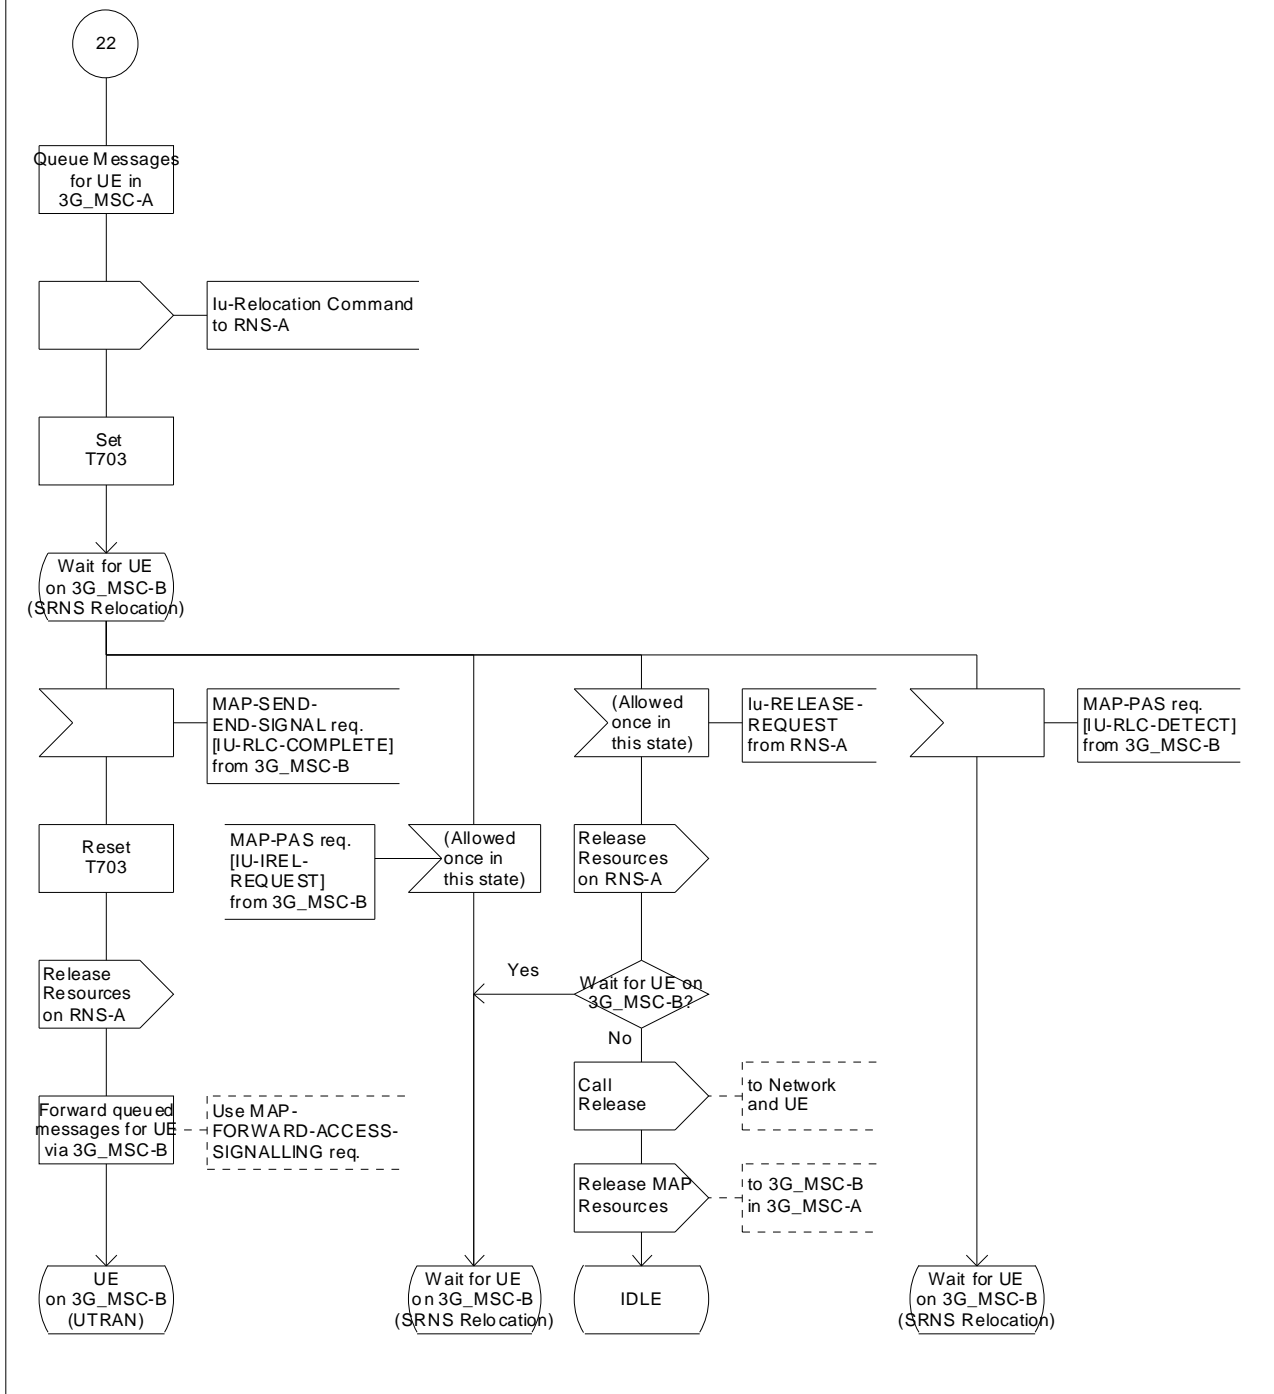 22
Queue Messages
for UE in
3G_MSC-A
Iu-Relocation Command
to RNS-A
Set
T703
Wait for UE
on 3G_MSC-B
(SRNS Relocation)
MAP-SEND-
END-SIGNAL req.
[IU-RLC-COMPLETE]
from 3G_MSC-B
(Allowed
once in
this state)
Iu-RELEASE-
REQUEST
from RNS-A
MAP-PAS req.
[IU-RLC-DETECT]
from 3G_MSC-B
Reset
T703
MAP-PAS req.
[IU-IREL-
REQUEST]
from 3G_MSC-B
(Allowed
once in
this state)
Release
Resources
on RNS-A
Release
Resources
on RNS-A
Yes
Wait for UE on
3G_MSC-B?
No
Forward queued
messages for UE
via 3G_MSC-B
Use MAP-
FORWARD-ACCESS-
SIGNALLING req.
Call
Release
to Network
and UE
Release MAP
Resources
to 3G_MSC-B
in 3G_MSC-A
UE
on 3G_MSC-B
(UTRAN)
Wait for UE
on 3G_MSC-B
(SRNS Relocation)
IDLE
Wait for UE
on 3G_MSC-B
(SRNS Relocation)